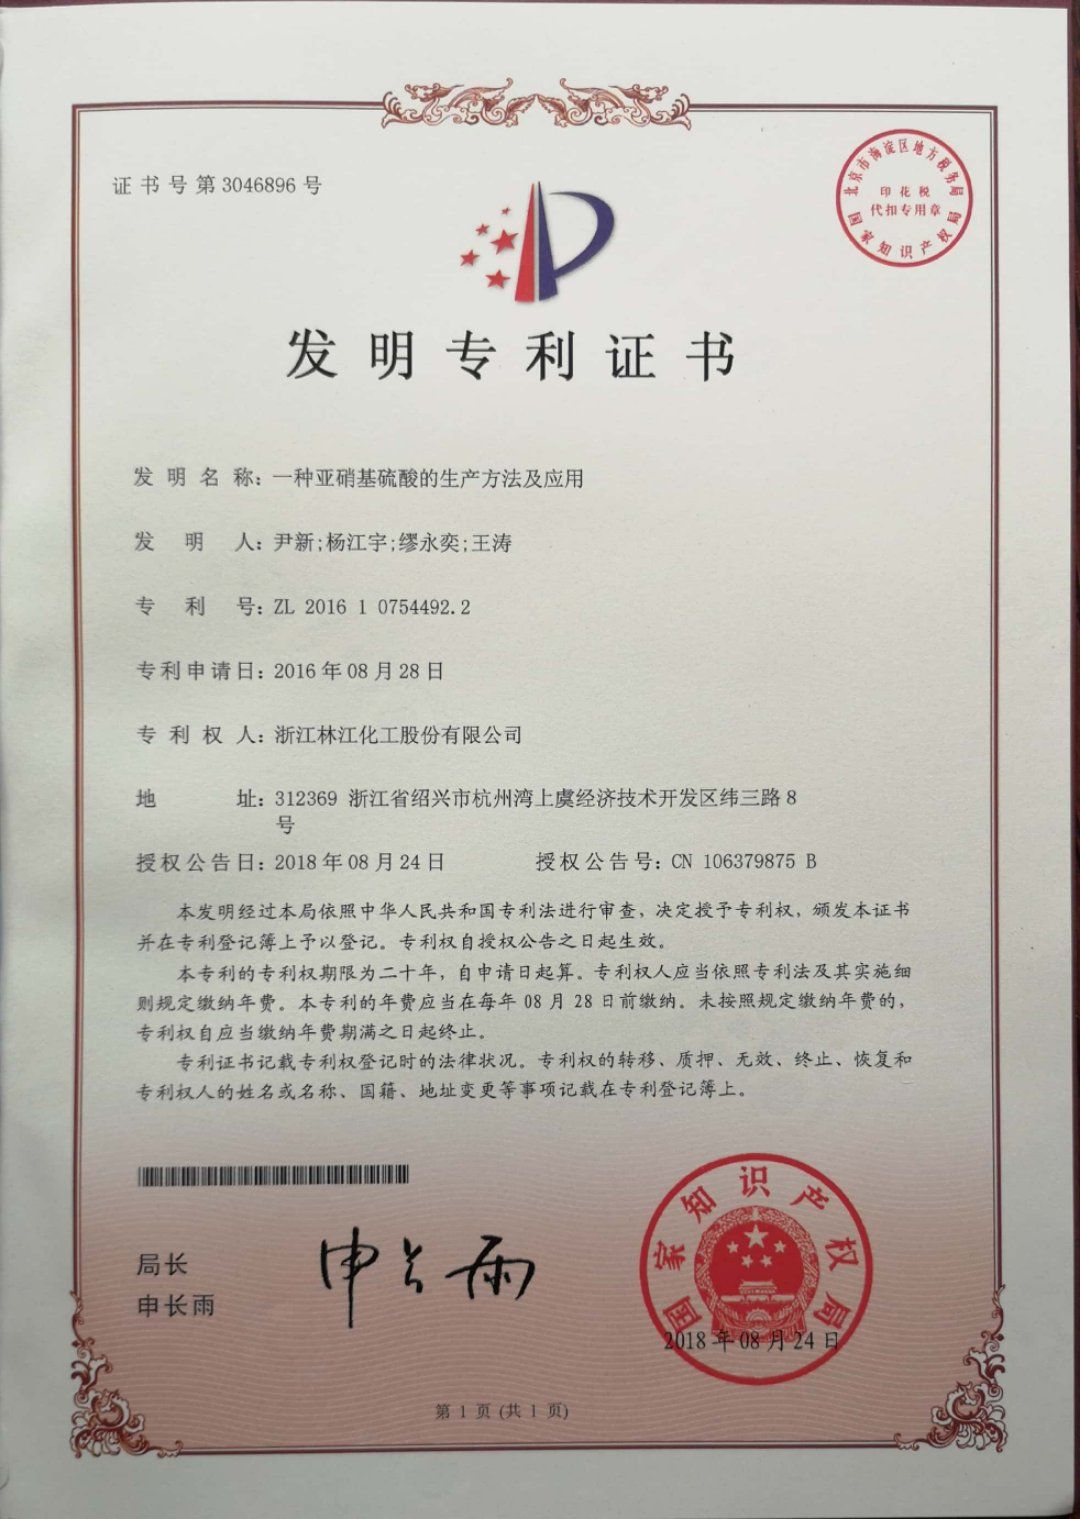 证书号第3046896号
北京市海淀区地方税务局
印花税
代扣专用章
国家知识产权局
发明专利证书
发明名称：一种亚硝基硫酸的生产方法及应用
发明人：尹新;杨江宇;缪永奕;王涛
专利号：ZL 2016 1 0754492.2
专利申请日：2016年08月28日
专利权人：浙江林江化工股份有限公司
地址：312369 浙江省绍兴市杭州湾上虞经济技术开发区纬三路8
号
授权公告日：2018年08月24日 授权公告号：CN 106379875 B
本发明经过本局依照中华人民共和国专利法进行审查，决定授予专利权，颁发本证书
并在专利登记簿上予以登记。专利权自授权公告之日起生效。
本专利的专利权期限为二十年，自申请日起算。专利权人应当依照专利法及其实施细
则规定缴纳年费。本专利的年费应当在每年08月28日前缴纳。未按照规定缴纳年费的，
专利权自应当缴纳年费期满之日起终止。
专利证书记载专利权登记时的法律状况。专利权的转移、质押、无效、终止、恢复和
专利权人的姓名或名称、国籍、地址变更等事项记载在专利登记簿上。
局长
申长雨
申长雨
国家知识产权局
2018年08月24日
第1页(共1页)